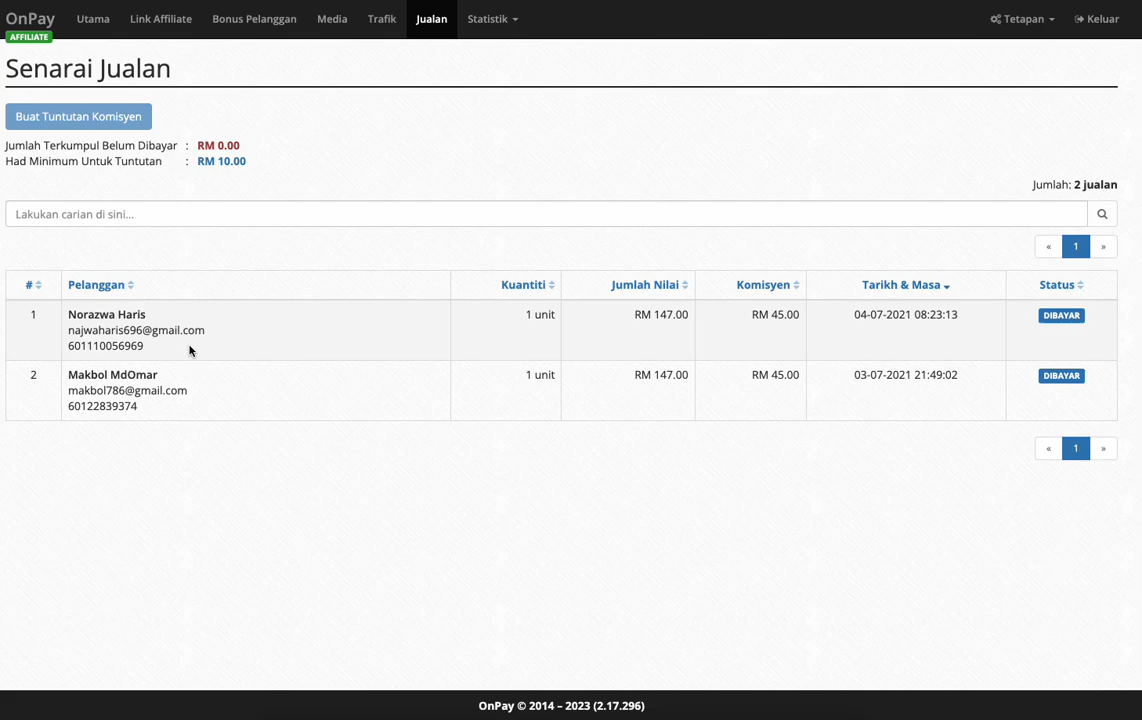 OnPay Utama Link Affiliate Bonus Pelanggan Media Trafik Jualan Statistik Tetapan Keluar
AFFILIATE
Senarai Jualan
Buat Tuntutan Komisyen
Jumlah Terkumpul Belum Dibayar : RM 0.00
Had Minimum Untuk Tuntutan : RM 10.00
Jumlah: 2 jualan
Lakukan carian di sini...
« 1 »
# Pelanggan Kuantiti Jumlah Nilai Komisyen Tarikh & Masa Status
1 Norazwa Haris 1 unit RM 147.00 RM 45.00 04-07-2021 08:23:13 DIBAYAR
najwaharis696@gmail.com
601110056969
2 Makbol MdOmar 1 unit RM 147.00 RM 45.00 03-07-2021 21:49:02 DIBAYAR
makbol786@gmail.com
60122839374
« 1 »
OnPay © 2014 – 2023 (2.17.296)